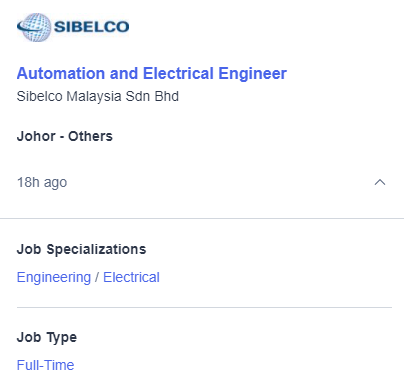 SIBELCO
Automation and Electrical Engineer
Sibelco Malaysia Sdn Bhd
Johor - Others
18h ago
Job Specializations
Engineering / Electrical
Job Type
Full-Time